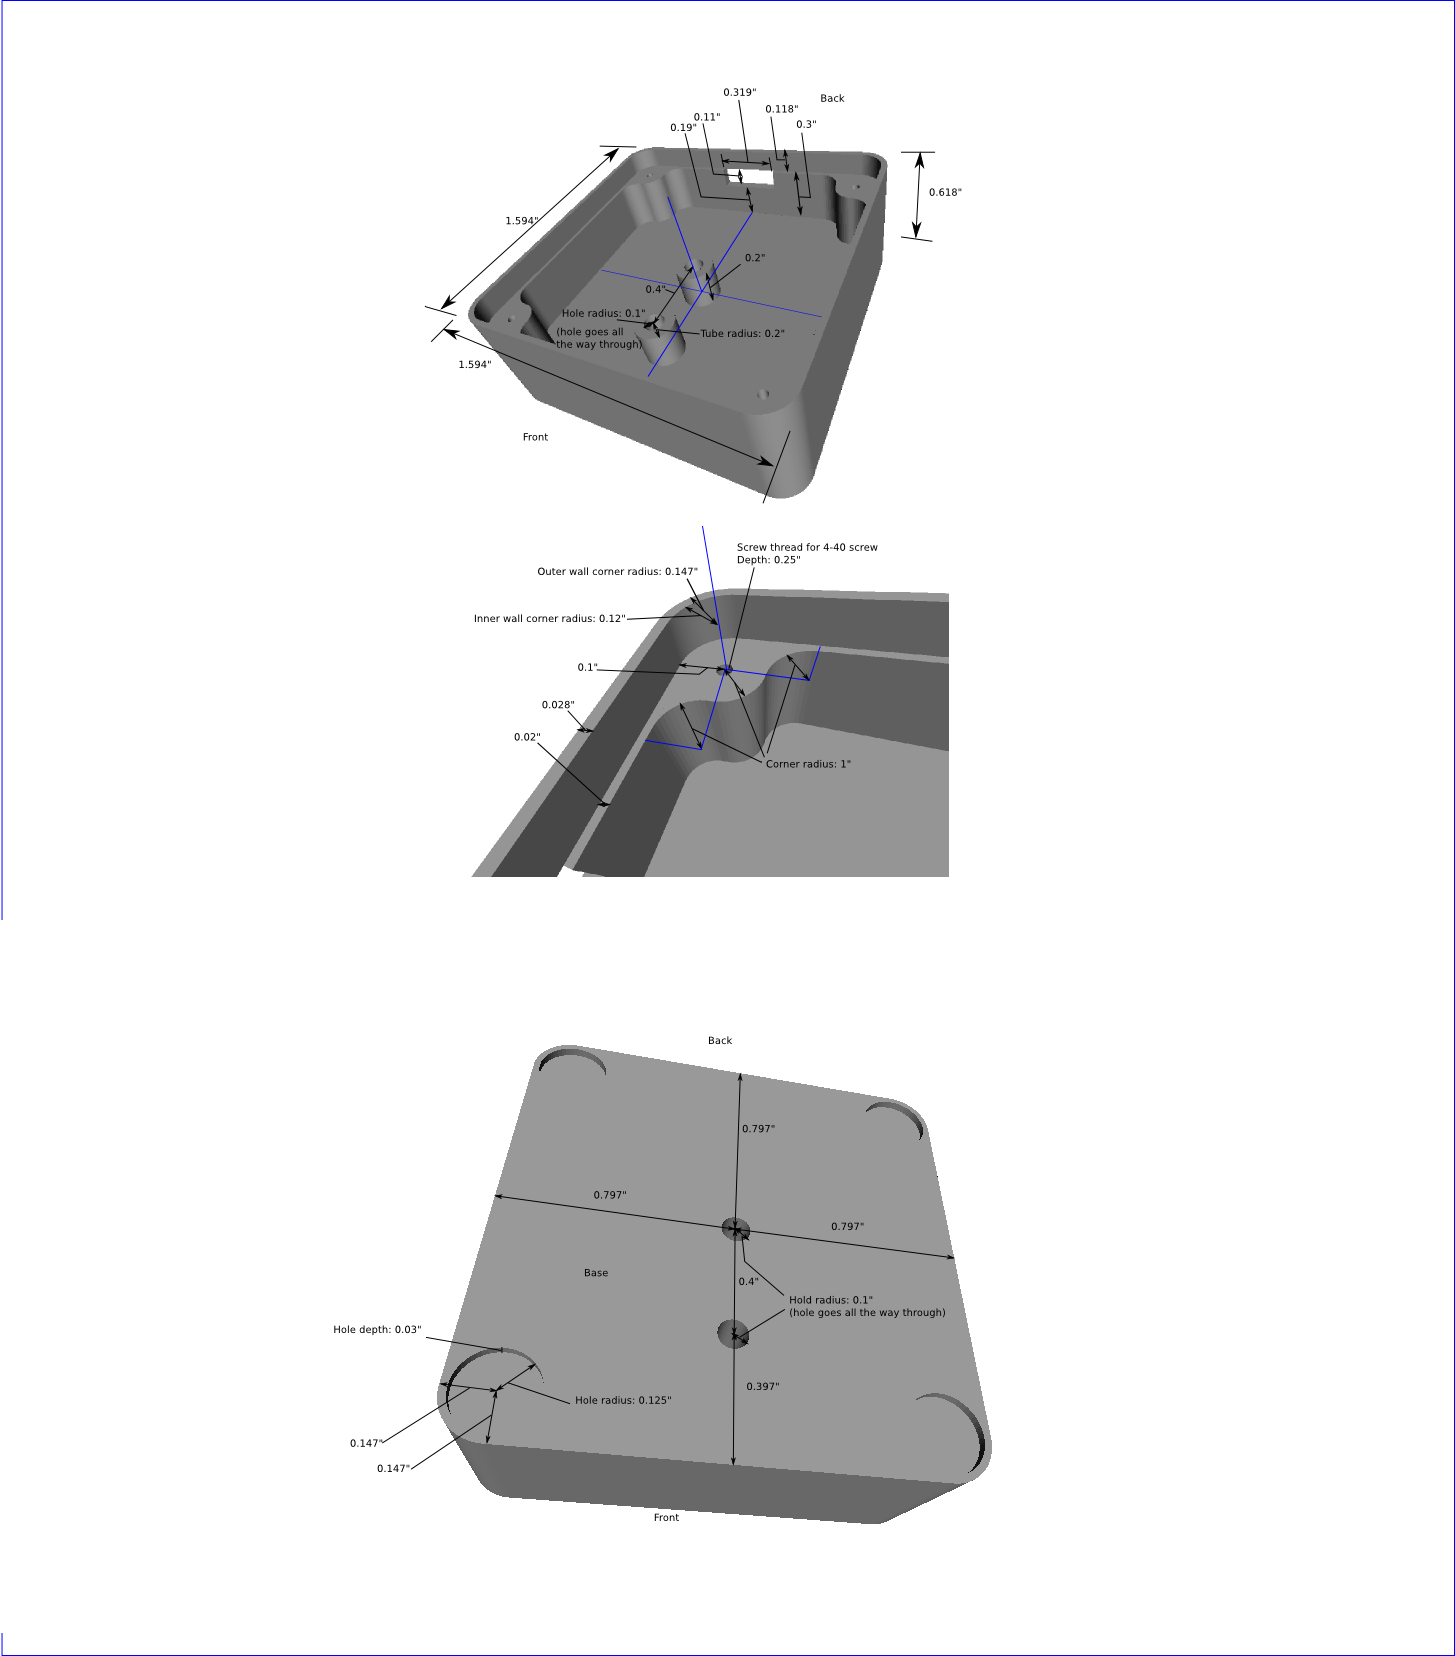 0.319"
Back
0.118"
0.11"
0.3"
0.19"
0.618"
1.594"
0.2"
0.4"
Hole radius: 0.1"
(hole goes all
the way through)
Tube radius: 0.2"
1.594"
Front
Screw thread for 4-40 screw
Depth: 0.25"
Outer wall corner radius: 0.147"
Inner wall corner radius: 0.12"
0.1"
0.028"
0.02"
Corner radius: 1"
Back
0.797"
0.797"
0.797"
Base
0.4"
Hold radius: 0.1"
(hole goes all the way through)
Hole depth: 0.03"
0.397"
Hole radius: 0.125"
0.147"
0.147"
Front